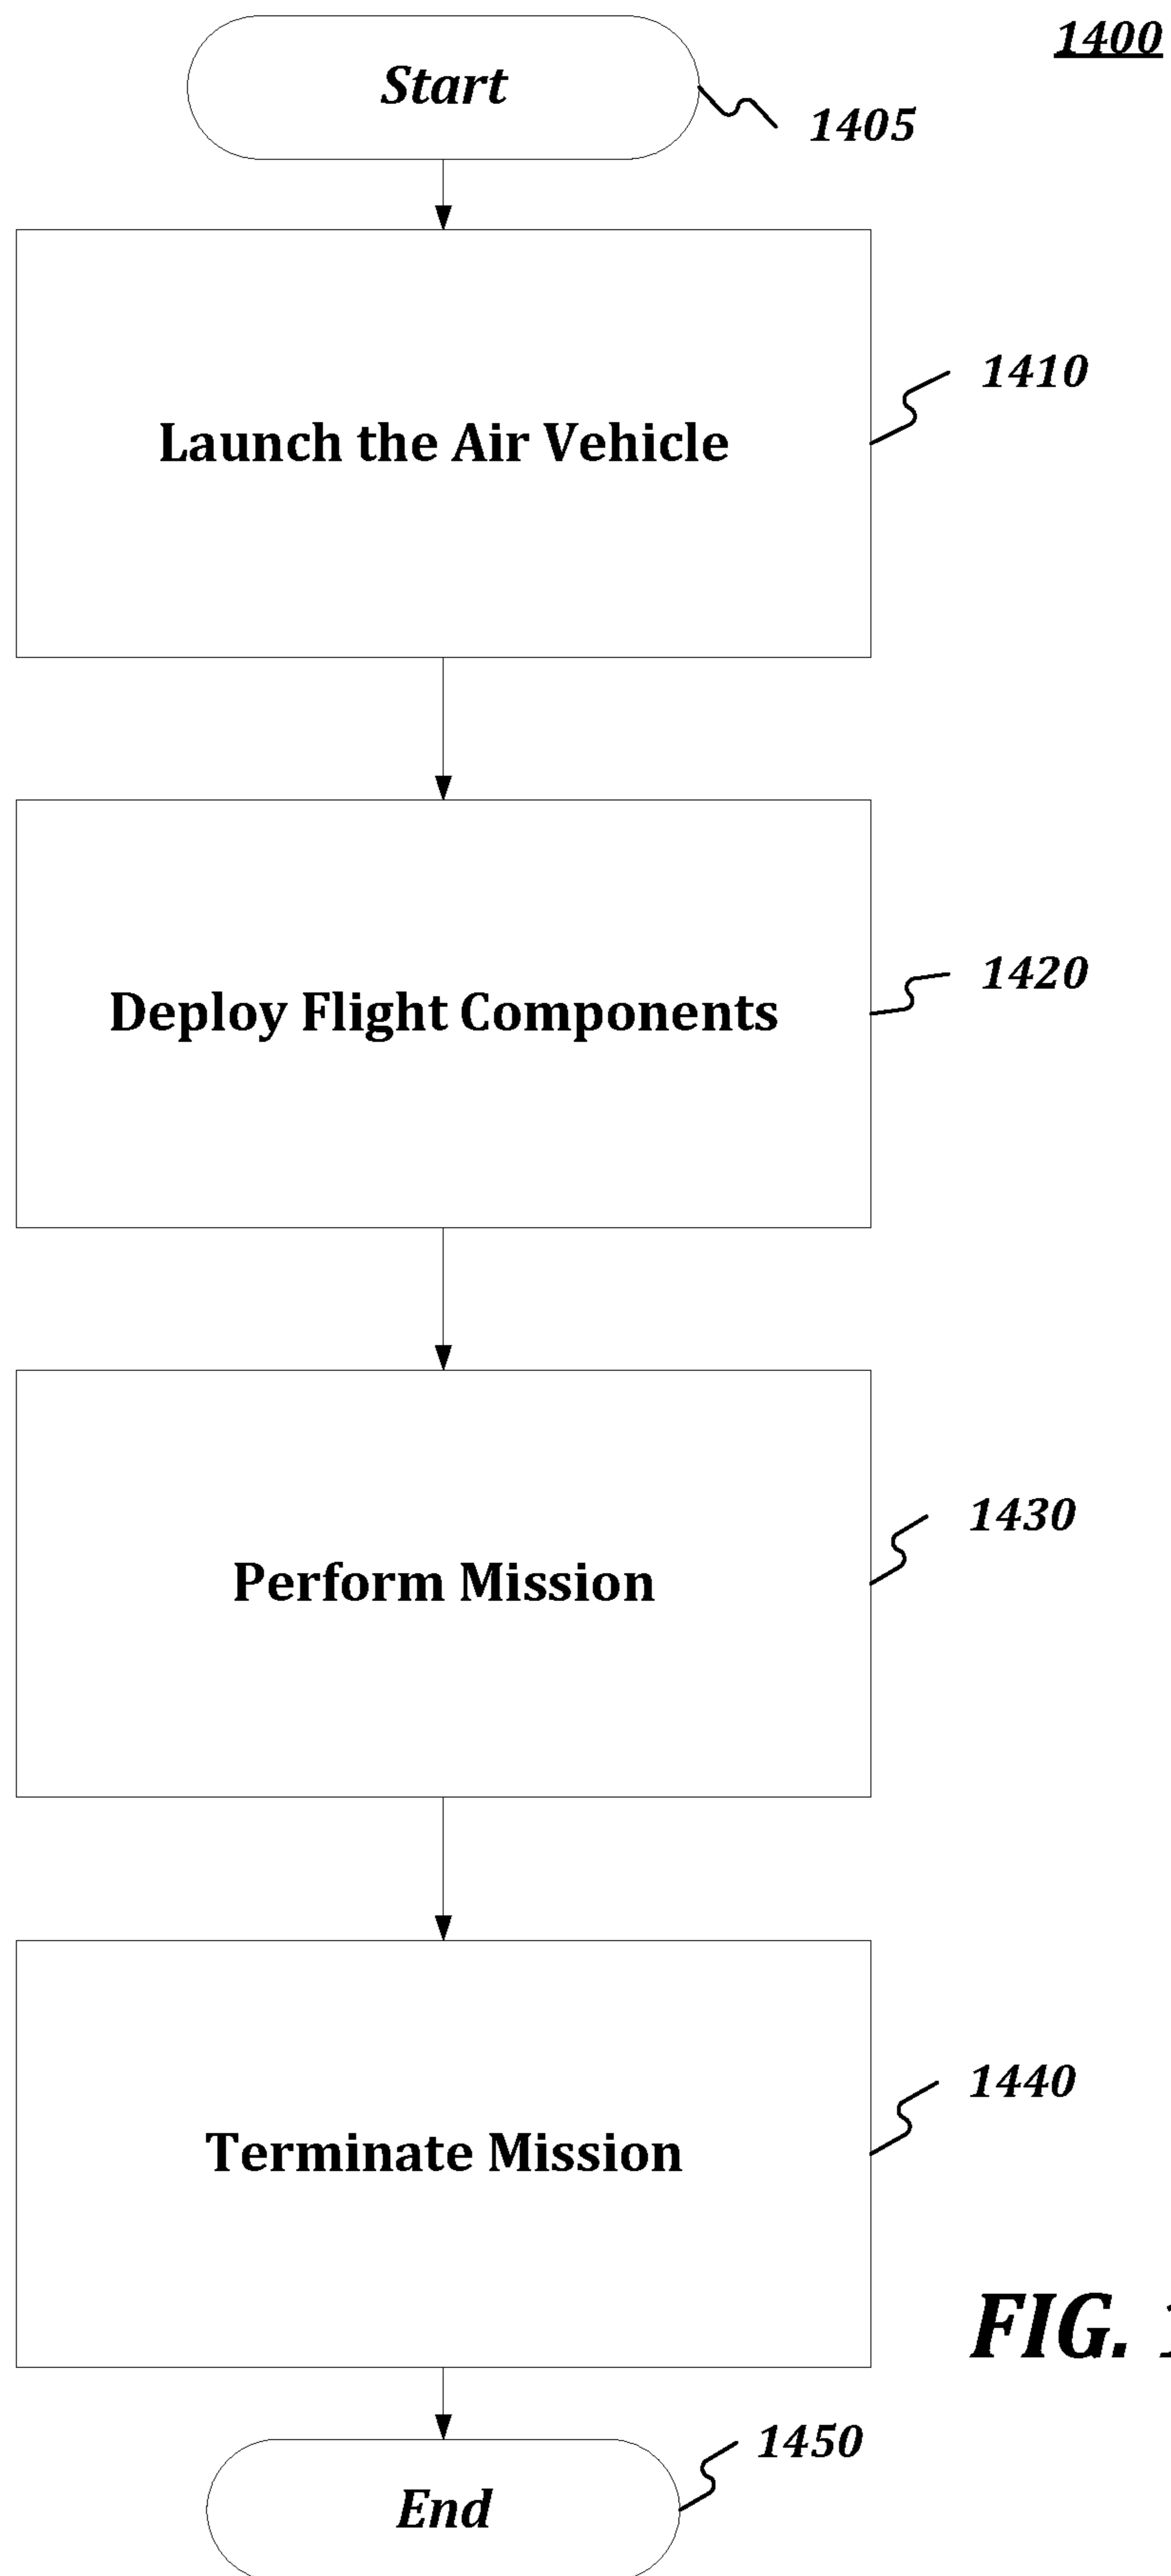 1400
Start
1405
1410
Launch the Air Vehicle
1420
Deploy Flight Components
1430
Perform Mission
1440
Terminate Mission
FIG.
1450
End